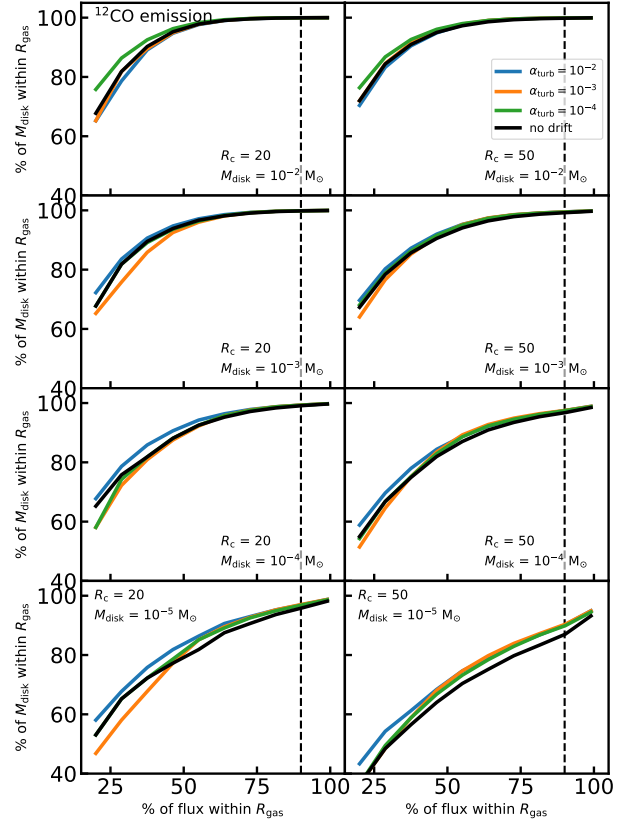 ¹²CO emission
% of M_disk within R_gas
100
80
60
40
R_c = 20
M_disk = 10⁻² M_⊙
α_turb = 10⁻²
α_turb = 10⁻³
α_turb = 10⁻⁴
no drift
R_c = 50
M_disk = 10⁻² M_⊙
% of M_disk within R_gas
100
80
60
40
R_c = 20
M_disk = 10⁻³ M_⊙
R_c = 50
M_disk = 10⁻³ M_⊙
% of M_disk within R_gas
100
80
60
40
R_c = 20
M_disk = 10⁻⁴ M_⊙
R_c = 50
M_disk = 10⁻⁴ M_⊙
% of M_disk within R_gas
100
80
60
40
R_c = 20
M_disk = 10⁻⁵ M_⊙
R_c = 50
M_disk = 10⁻⁵ M_⊙
25 50 75 100
25 50 75 100
% of flux within R_gas
% of flux within R_gas